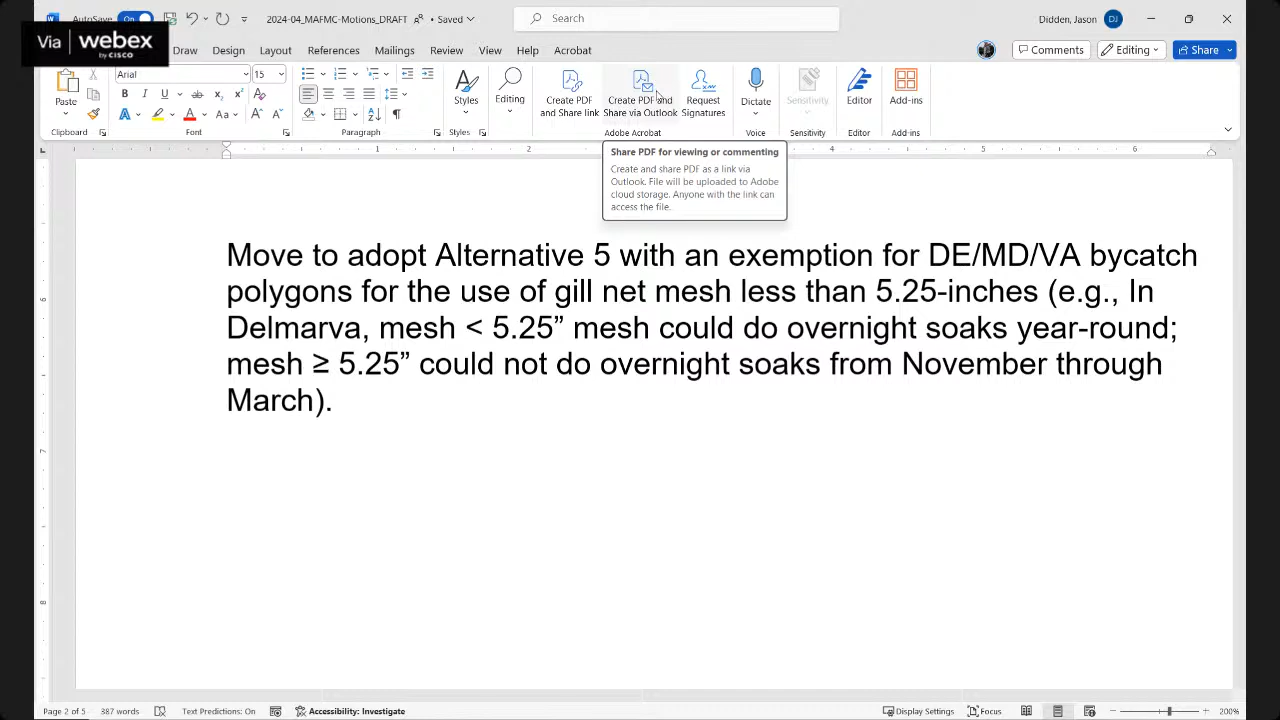 AutoSave On 2024-04_MAFMC-Motions_DRAFT • Saved Search Didden, Jason DJ
Via webex by CISCO
Draw Design Layout References Mailings Review View Help Acrobat Comments Editing Share
Arial 15
Paste Styles Editing Create PDF and Share link Create PDF and Share via Outlook Request Signatures Dictate Sensitivity Editor Add-ins
Clipboard Font Paragraph Styles Adobe Acrobat Voice Sensitivity Editor Add-ins
1 2 4 5 6
Share PDF for viewing or commenting
Create and share PDF as a link via
Outlook. File will be uploaded to Adobe
cloud storage. Anyone with the link can
access the file.
Move to adopt Alternative 5 with an exemption for DE/MD/VA bycatch
polygons for the use of gill net mesh less than 5.25-inches (e.g., In
Delmarva, mesh < 5.25” mesh could do overnight soaks year-round;
mesh ≥ 5.25” could not do overnight soaks from November through
March).
Page 2 of 5 387 words Text Predictions: On Accessibility: Investigate Display Settings Focus 200%